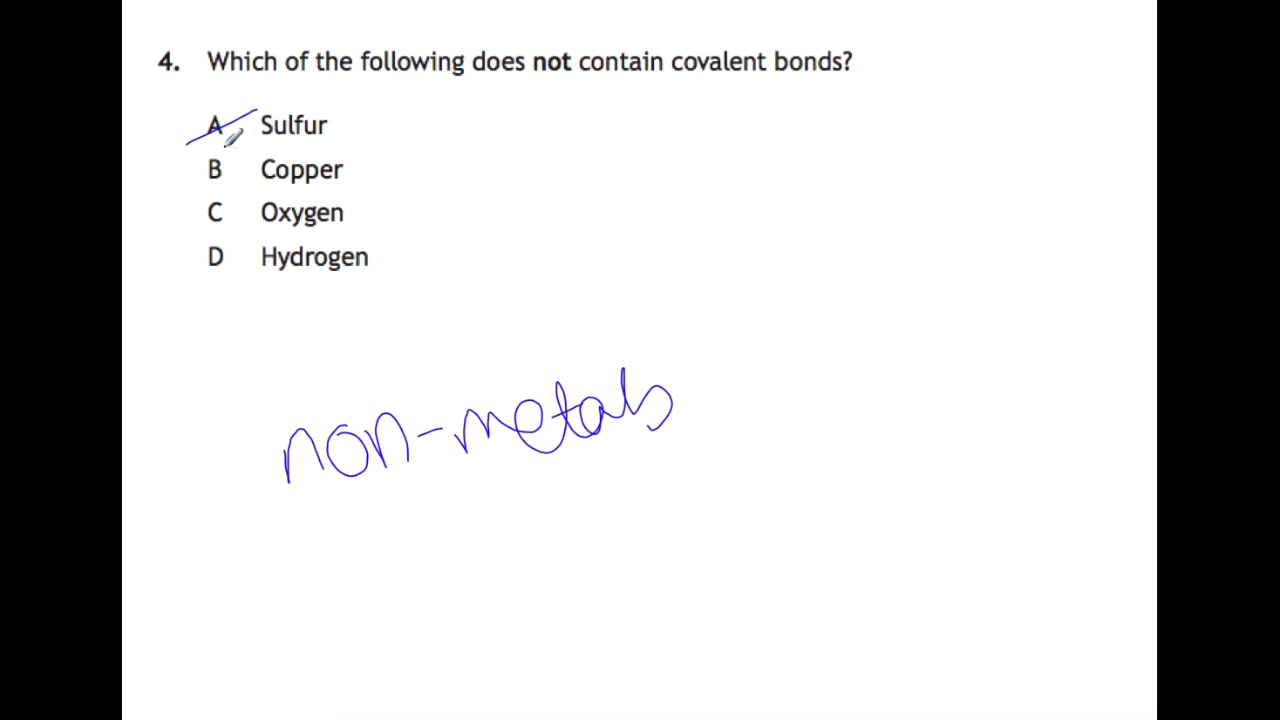 4. Which of the following does not contain covalent bonds?
A Sulfur
B Copper
C Oxygen
D Hydrogen
non-metals